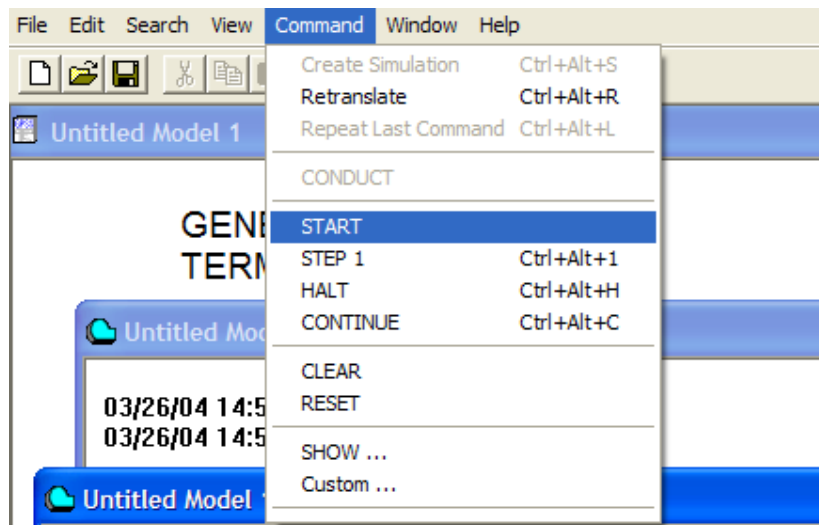 File Edit Search View Command Window Help
Create Simulation Ctrl+Alt+S
Retranslate Ctrl+Alt+R
Repeat Last Command Ctrl+Alt+L
Untitled Model 1
CONDUCT
START
STEP 1 Ctrl+Alt+1
HALT Ctrl+Alt+H
CONTINUE Ctrl+Alt+C
CLEAR
RESET
SHOW ...
Custom ...
GENE
TERM
Untitled Mod
03/26/04 14:5
03/26/04 14:5
Untitled Model